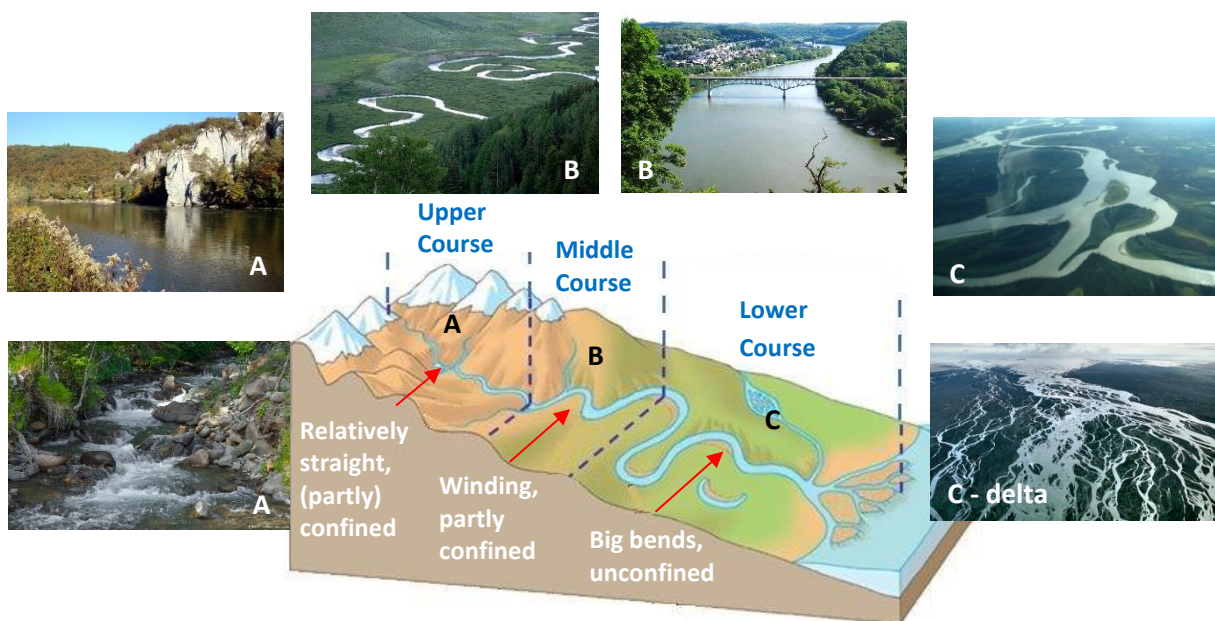 B
B
A
C
Upper
Course
Middle
Course
Lower
Course
A
B
C
A
C - delta
Relatively
straight,
(partly)
confined
Winding,
partly
confined
Big bends,
unconfined